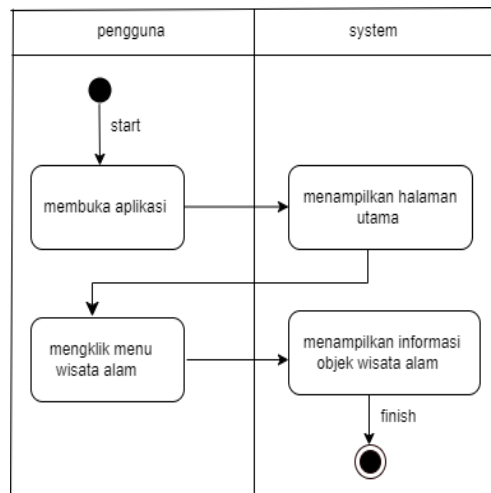 pengguna
system
start
membuka aplikasi
menampilkan halaman
utama
mengklik menu
wisata alam
menampilkan informasi
objek wisata alam
finish